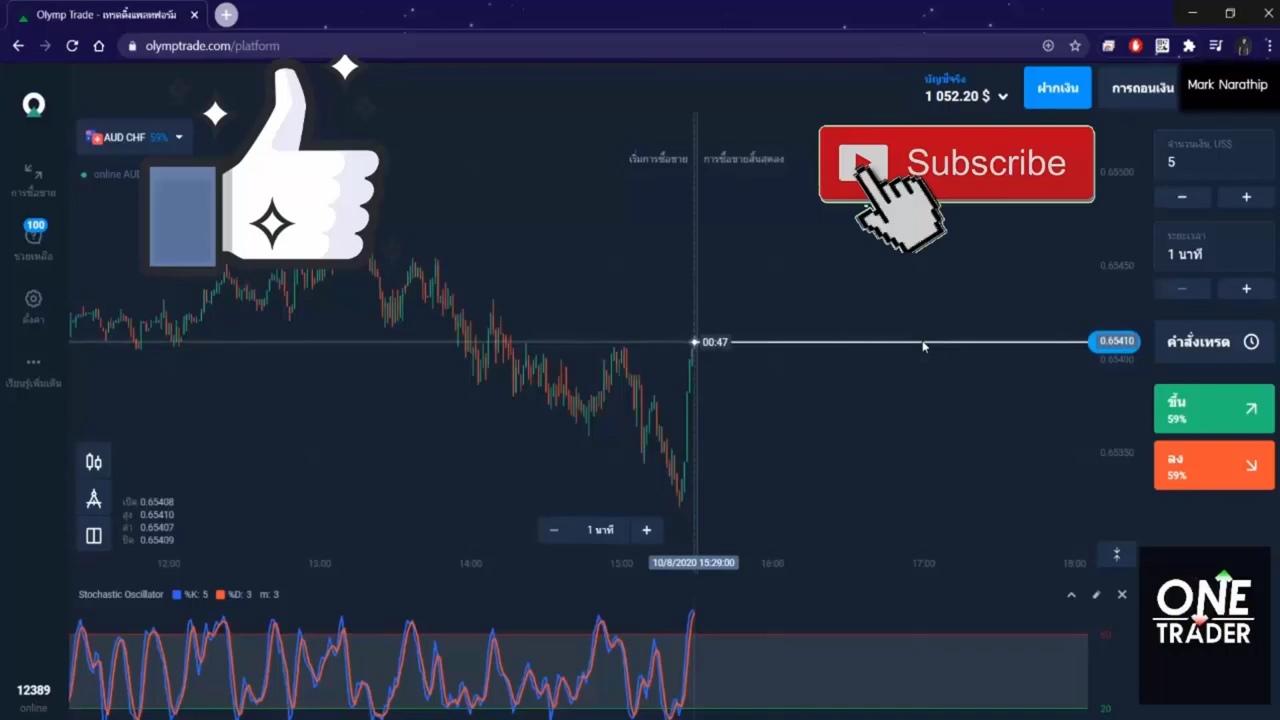 Olymp Trade - เทรดดิ้งแพลทฟอร์ม
olymptrade.com/platform
บัญชีจริง
1 052.20 $
ฝากเงิน
การถอนเงิน
Mark Narathip
AUD CHF 59%
online AUD
การซื้อขาย
100
ช่วยเหลือ
ตั้งค่า
เรียนรู้เพิ่มเติม
12389
online
เริ่มการซื้อขาย
การซื้อขายสิ้นสุดลง
Subscribe
0.65500
0.65450
0.65410
0.65400
0.65350
00:47
จำนวนเงิน, US$
5
ระยะเวลา
1 นาที
คำสั่งเทรด
ขึ้น
59%
ลง
59%
เปิด 0.65408
สูง 0.65410
ต่ำ 0.65407
ปิด 0.65409
1 นาที
12:00
13:00
14:00
15:00
10/8/2020 15:29:00
16:00
17:00
18:00
Stochastic Oscillator %K: 5 %D: 3 m: 3
80
20
ONE
TRADER